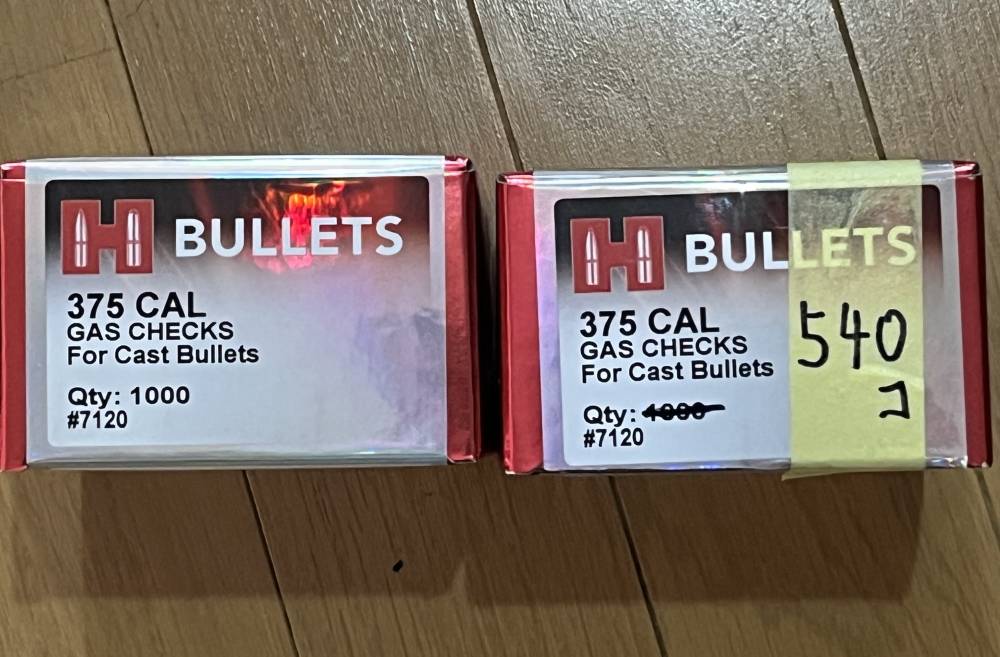 H BULLETS
375 CAL
GAS CHECKS
For Cast Bullets
Qty: 1000
#7120
H BULLETS
375 CAL
GAS CHECKS
For Cast Bullets
Qty: 1000
#7120
540
コ